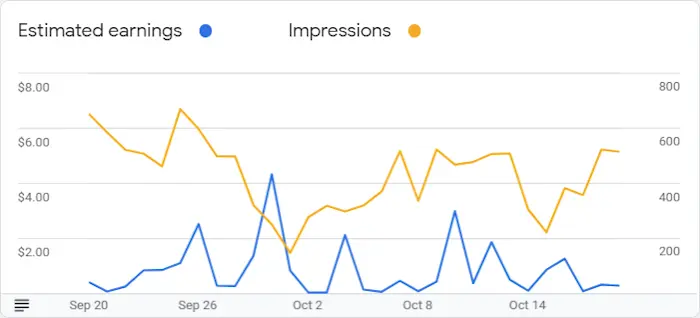 Estimated earnings Impressions
$8.00 800
$6.00 600
$4.00 400
$2.00 200
Sep 20 Sep 26 Oct 2 Oct 8 Oct 14